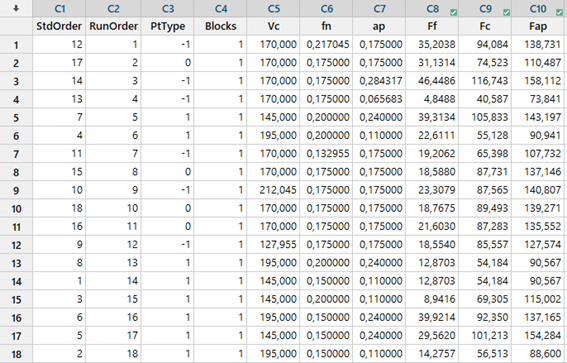 C1 C2 C3 C4 C5 C6 C7 C8 C9 C10
StdOrder RunOrder PtType Blocks Vc fn ap Ff Fc Fap
1 12 1 -1 1 170,000 0,217045 0,175000 35,2038 94,084 138,731
2 17 2 0 1 170,000 0,175000 0,175000 31,1314 74,523 110,487
3 14 3 -1 1 170,000 0,175000 0,284317 46,4486 116,743 158,112
4 13 4 -1 1 170,000 0,175000 0,065683 4,8488 40,587 73,841
5 7 5 1 1 145,000 0,200000 0,240000 39,3134 105,833 143,197
6 4 6 1 1 195,000 0,200000 0,110000 22,6111 55,128 90,941
7 11 7 -1 1 170,000 0,132955 0,175000 19,2062 65,398 107,732
8 15 8 0 1 170,000 0,175000 0,175000 18,5880 87,731 137,146
9 10 9 -1 1 212,045 0,175000 0,175000 23,3079 87,565 140,807
10 18 10 0 1 170,000 0,175000 0,175000 18,7675 89,493 139,271
11 16 11 0 1 170,000 0,175000 0,175000 21,6030 87,283 135,552
12 9 12 -1 1 127,955 0,175000 0,175000 18,5540 85,557 127,574
13 8 13 1 1 195,000 0,200000 0,240000 12,8703 54,184 90,567
14 1 14 1 1 145,000 0,150000 0,110000 12,8703 54,184 90,567
15 3 15 1 1 145,000 0,200000 0,110000 8,9416 69,305 115,002
16 6 16 1 1 195,000 0,150000 0,240000 39,9214 92,350 137,165
17 5 17 1 1 145,000 0,150000 0,240000 29,5620 101,213 154,284
18 2 18 1 1 195,000 0,150000 0,110000 14,2757 56,513 88,600